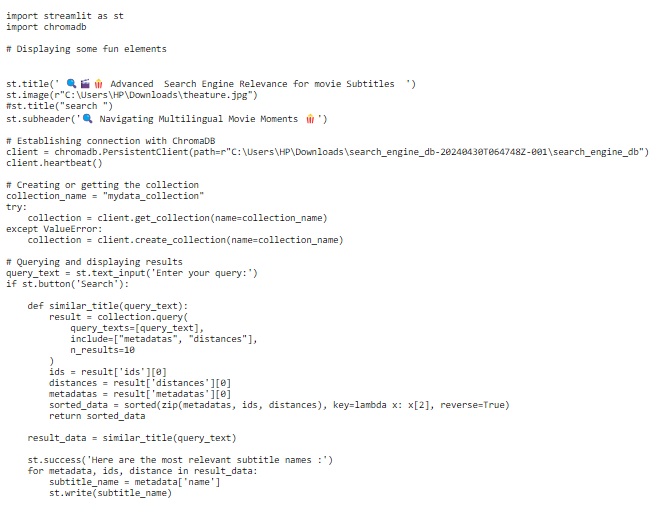 import streamlit as st
import chromadb
# Displaying some fun elements
st.title(' 🔍🎬🍿 Advanced  Search Engine Relevance for movie Subtitles  ')
st.image(r"C:\Users\HP\Downloads\theature.jpg")
#st.title("search ")
st.subheader('🔍 Navigating Multilingual Movie Moments 🍿')
# Establishing connection with ChromaDB
client = chromadb.PersistentClient(path=r"C:\Users\HP\Downloads\search_engine_db-20240430T064748Z-001\search_engine_db")
client.heartbeat()
# Creating or getting the collection
collection_name = "mydata_collection"
try:
    collection = client.get_collection(name=collection_name)
except ValueError:
    collection = client.create_collection(name=collection_name)
# Querying and displaying results
query_text = st.text_input('Enter your query:')
if st.button('Search'):
    def similar_title(query_text):
        result = collection.query(
            query_texts=[query_text],
            include=["metadatas", "distances"],
            n_results=10
        )
        ids = result['ids'][0]
        distances = result['distances'][0]
        metadatas = result['metadatas'][0]
        sorted_data = sorted(zip(metadatas, ids, distances), key=lambda x: x[2], reverse=True)
        return sorted_data
    result_data = similar_title(query_text)
    st.success('Here are the most relevant subtitle names :')
    for metadata, ids, distance in result_data:
        subtitle_name = metadata['name']
        st.write(subtitle_name)